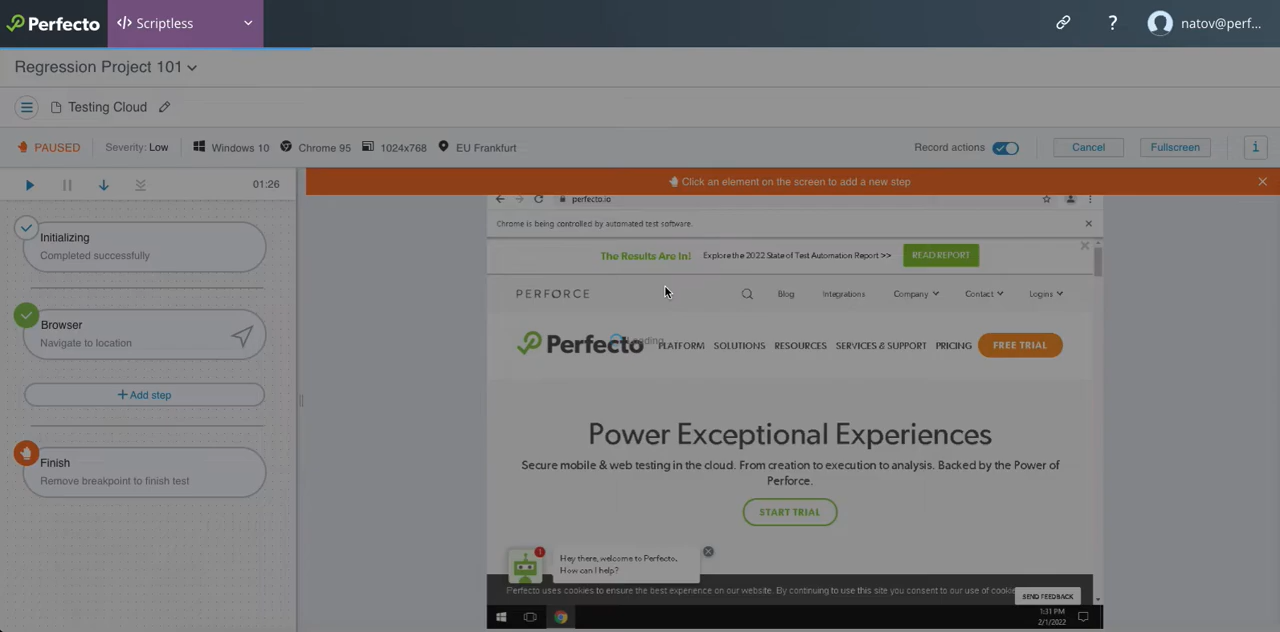 Perfecto
</> Scriptless
?
natov@perf...
Regression Project 101
Testing Cloud
PAUSED
Severity: Low
Windows 10
Chrome 95
1024x768
EU Frankfurt
Record actions
Cancel
Fullscreen
i
01:26
Click an element on the screen to add a new step
Initializing
Completed successfully
Browser
Navigate to location
+ Add step
Finish
Remove breakpoint to finish test
perfecto.io
Chrome is being controlled by automated test software.
The Results Are In!
Explore the 2022 State of Test Automation Report >>
READ REPORT
PERFORCE
Blog
Integrations
Company
Contact
Logins
Perfecto
Loading
PLATFORM
SOLUTIONS
RESOURCES
SERVICES & SUPPORT
PRICING
FREE TRIAL
Power Exceptional Experiences
Secure mobile & web testing in the cloud. From creation to execution to analysis. Backed by the Power of
Perforce.
START TRIAL
1
Hey there, welcome to Perfecto.
How can I help?
Perfecto uses cookies to ensure the best experience on our website. By continuing to use this site you consent to our use of cookie
SEND FEEDBACK
1:31 PM
2/1/2022